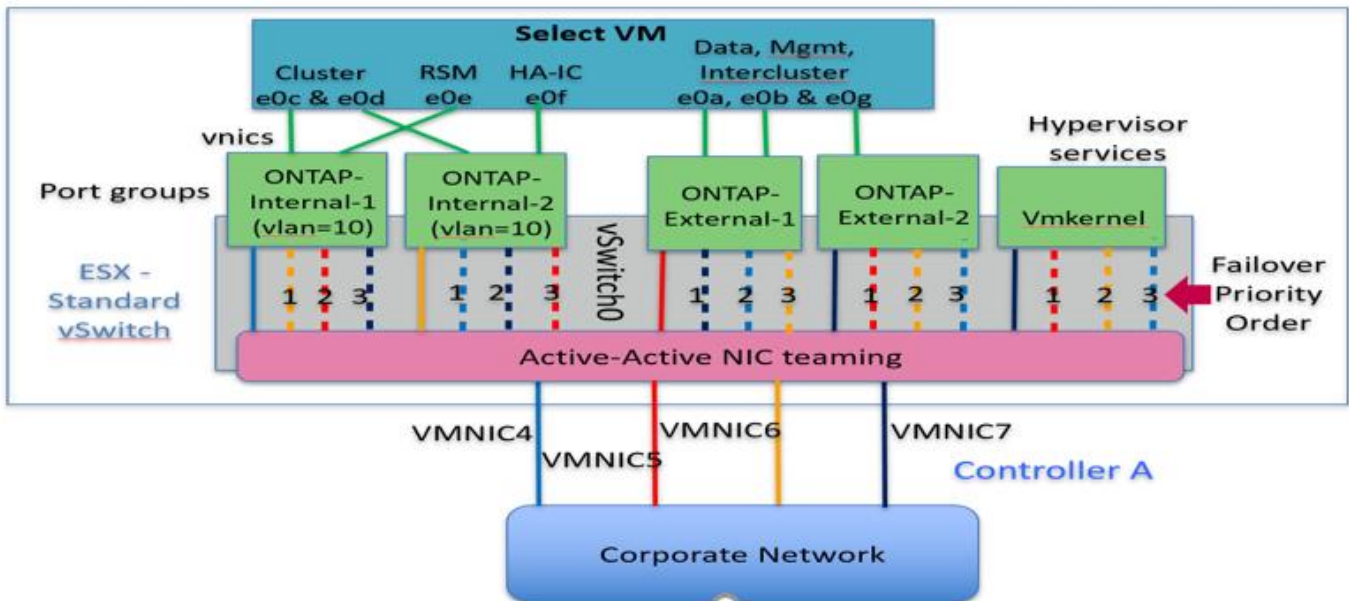 Select VM
Cluster
e0c & e0d
RSM
e0e
HA-IC
e0f
Data, Mgmt,
Intercluster
e0a, e0b & e0g
vnics
Hypervisor
services
Port groups
ONTAP-
Internal-1
(vlan=10)
ONTAP-
Internal-2
(vlan=10)
ONTAP-
External-1
ONTAP-
External-2
Vmkernel
vSwitch0
ESX -
Standard
vSwitch
1 2 3
1 2 3
1 2 3
1 2 3
1 2 3
Failover
Priority
Order
Active-Active NIC teaming
VMNIC4
VMNIC5
VMNIC6
VMNIC7
Controller A
Corporate Network